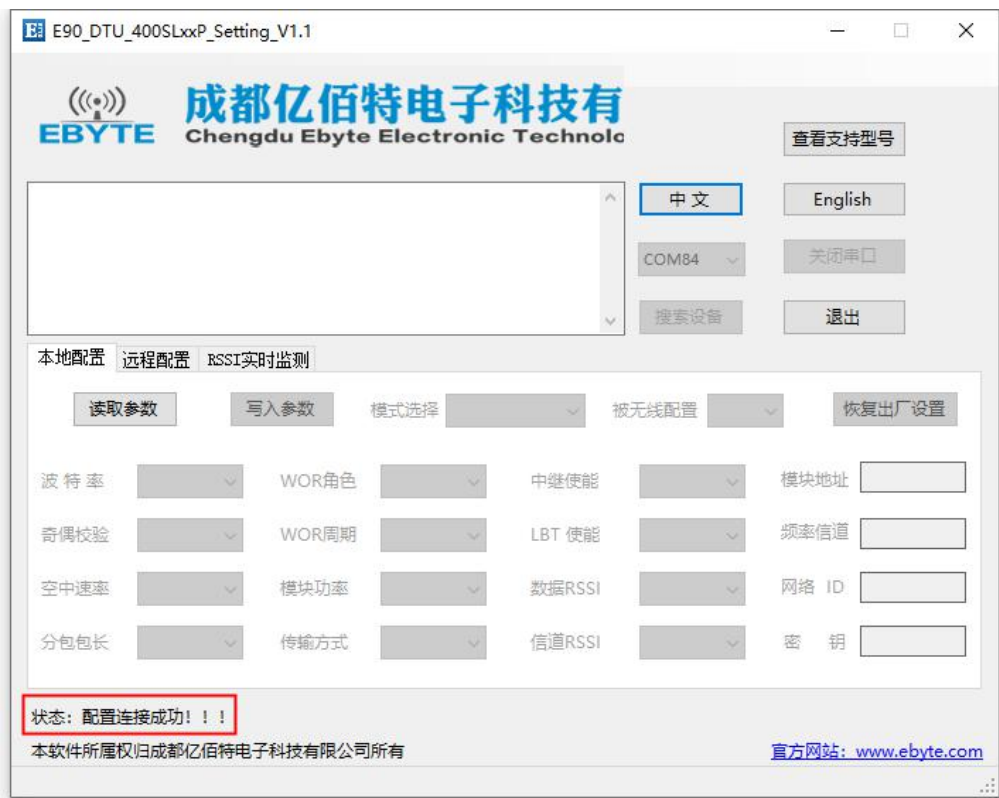 E90_DTU_400SLxxP_Setting_V1.1
EBYTE
成都亿佰特电子科技有
Chengdu Ebyte Electronic Technolo
查看支持型号
中文 English
COM84 关闭串口
搜索设备 退出
本地配置 远程配置 RSSI实时监测
读取参数 写入参数 模式选择 被无线配置 恢复出厂设置
波特率 WOR角色 中继使能 模块地址
奇偶校验 WOR周期 LBT 使能 频率信道
空中速率 模块功率 数据RSSI 网络 ID
分包包长 传输方式 信道RSSI 密 钥
状态：配置连接成功！！！
本软件所属权归成都亿佰特电子科技有限公司所有 官方网站：www.ebyte.com